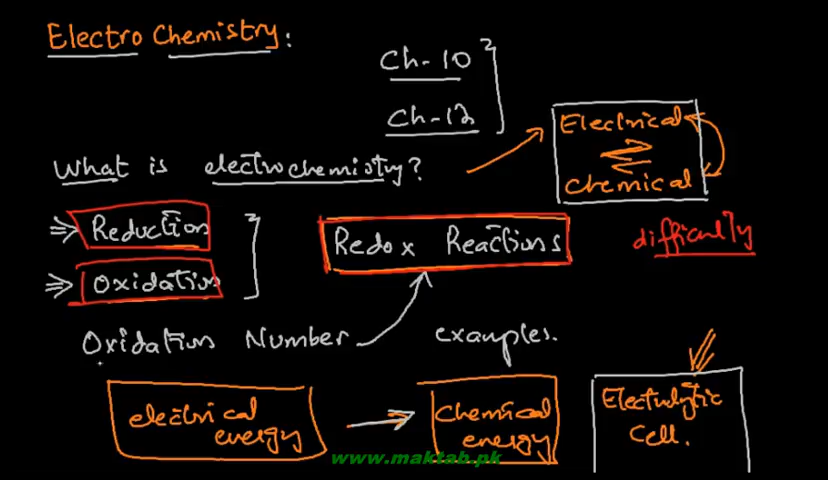 Electro Chemistry:
Ch-10
Ch-12
What is electrochemistry?
Electrical
Chemical
Reduction
Oxidation
Redox Reactions
difficulty
Oxidation Number
examples.
electrical
energy
Chemical
energy
Electrolytic
Cell.
www.maktab.pk